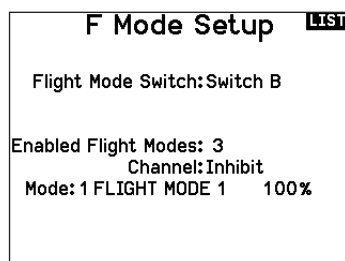 F Mode Setup LIST
Flight Mode Switch:Switch B
Enabled Flight Modes: 3
Channel:Inhibit
Mode: 1 FLIGHT MODE 1 100%